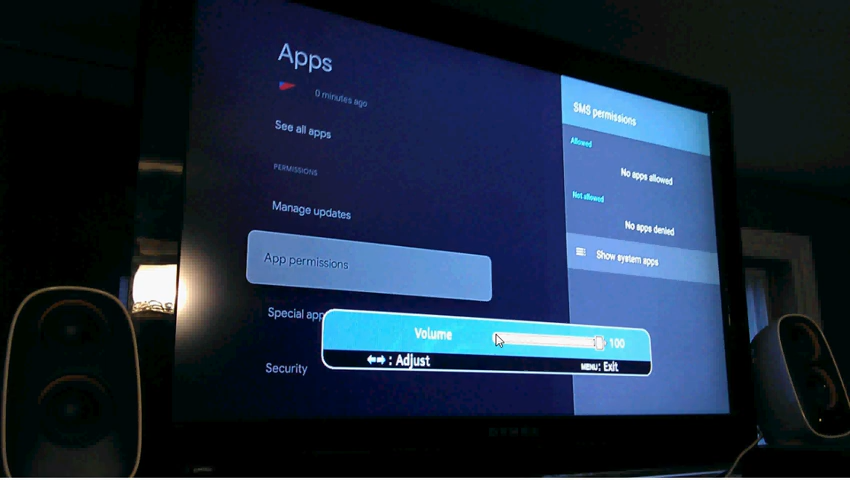 Apps
0 minutes ago
See all apps
PERMISSIONS
Manage updates
App permissions
Special app
Security
SMS permissions
Allowed
No apps allowed
Not allowed
No apps denied
Show system apps
Volume 100
: Adjust MENU: Exit